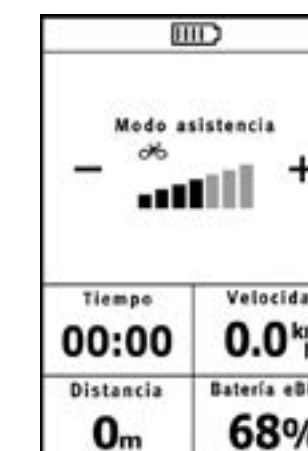 Modo asistencia
– +
Tiempo Velocida
00:00 0.0
Distancia Batería eBi
0m 68%